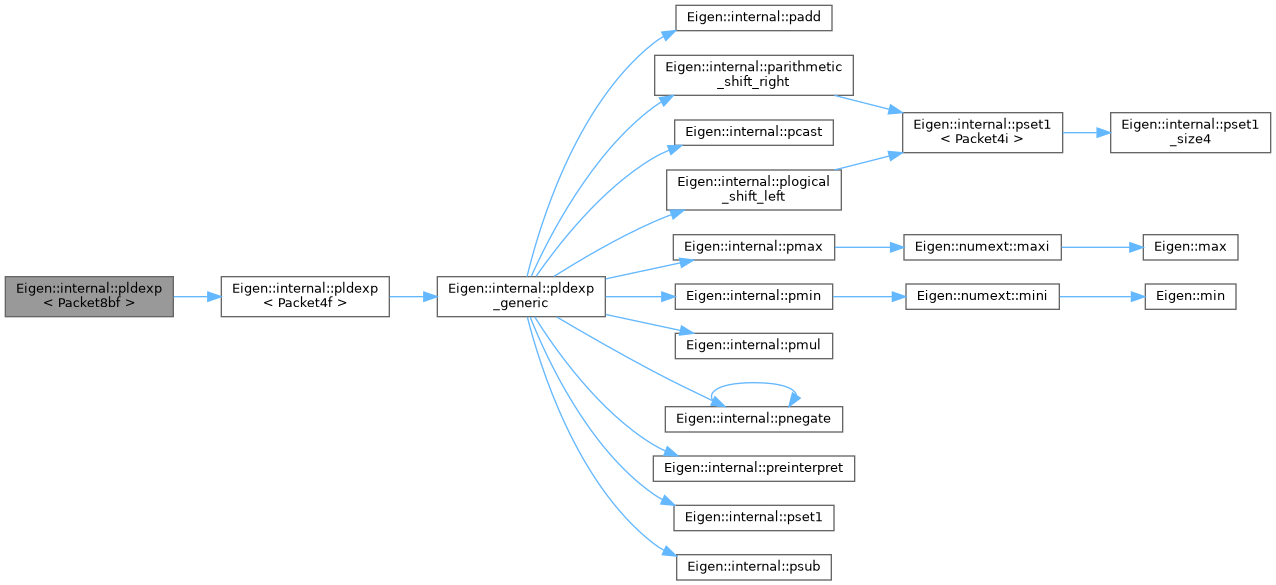 Eigen::internal::pldexp
< Packet8bf >
Eigen::internal::pldexp
< Packet4f >
Eigen::internal::pldexp
_generic
Eigen::internal::padd
Eigen::internal::parithmetic
_shift_right
Eigen::internal::pcast
Eigen::internal::plogical
_shift_left
Eigen::internal::pset1
< Packet4i >
Eigen::internal::pset1
_size4
Eigen::internal::pmax
Eigen::numext::maxi
Eigen::max
Eigen::internal::pmin
Eigen::numext::mini
Eigen::min
Eigen::internal::pmul
Eigen::internal::pnegate
Eigen::internal::preinterpret
Eigen::internal::pset1
Eigen::internal::psub